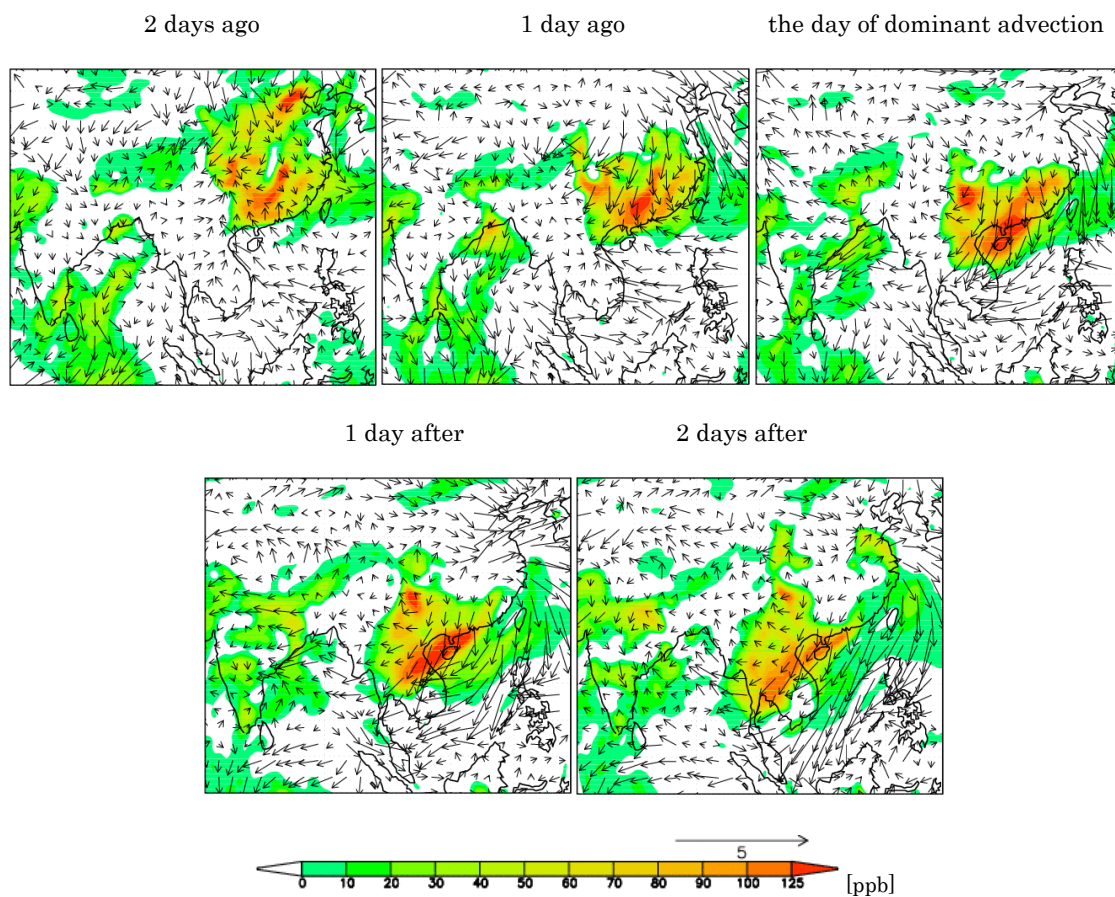 2 days ago
1 day ago
the day of dominant advection
1 day after
2 days after
5
0 10 20 30 40 50 60 70 80 90 100 125
[ppb]